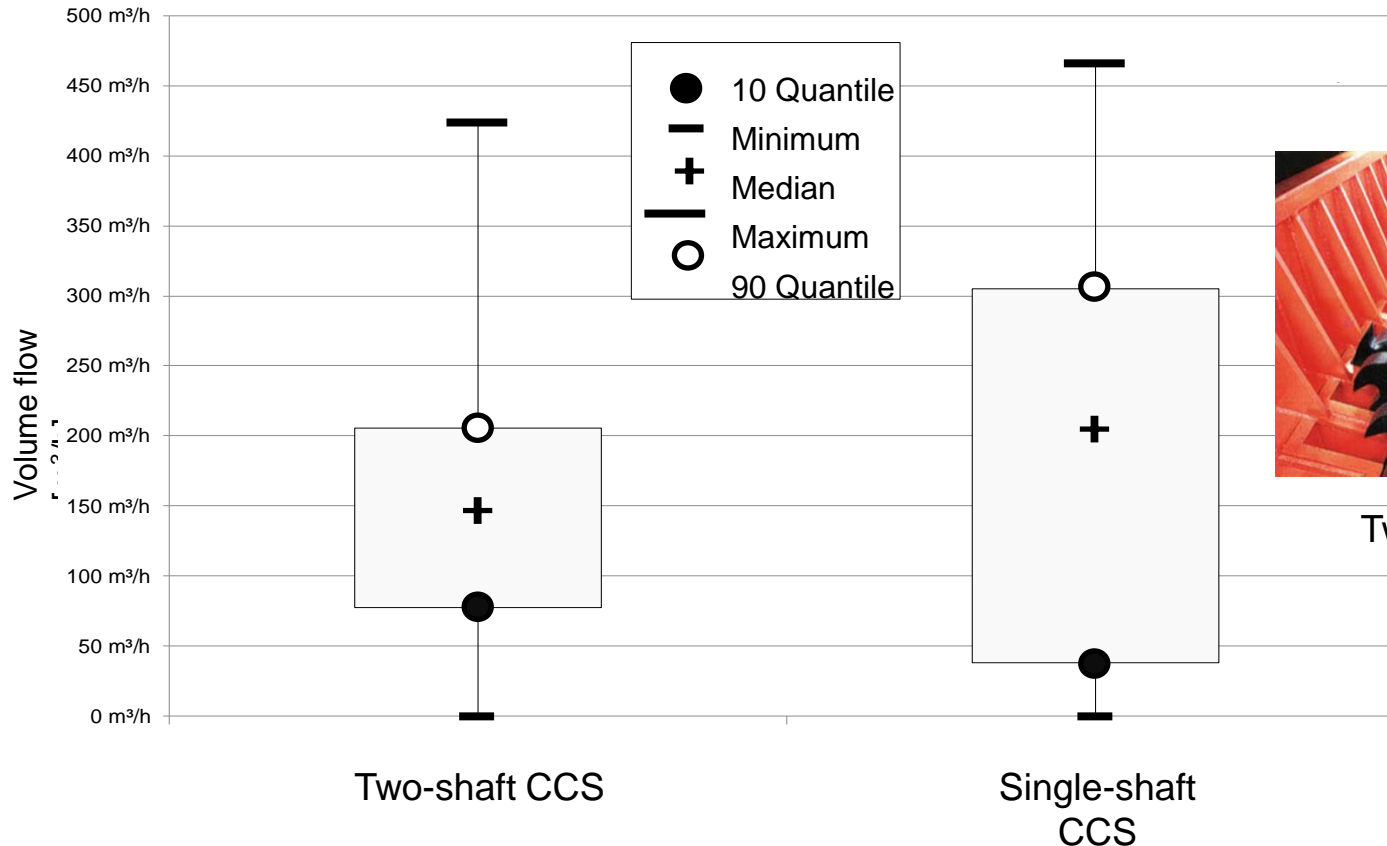 500 m³/h
450 m³/h
400 m³/h
350 m³/h
300 m³/h
250 m³/h
200 m³/h
150 m³/h
100 m³/h
50 m³/h
0 m³/h
Volume flow
10 Quantile
Minimum
Median
Maximum
90 Quantile
Two-shaft CCS
Single-shaft
CCS